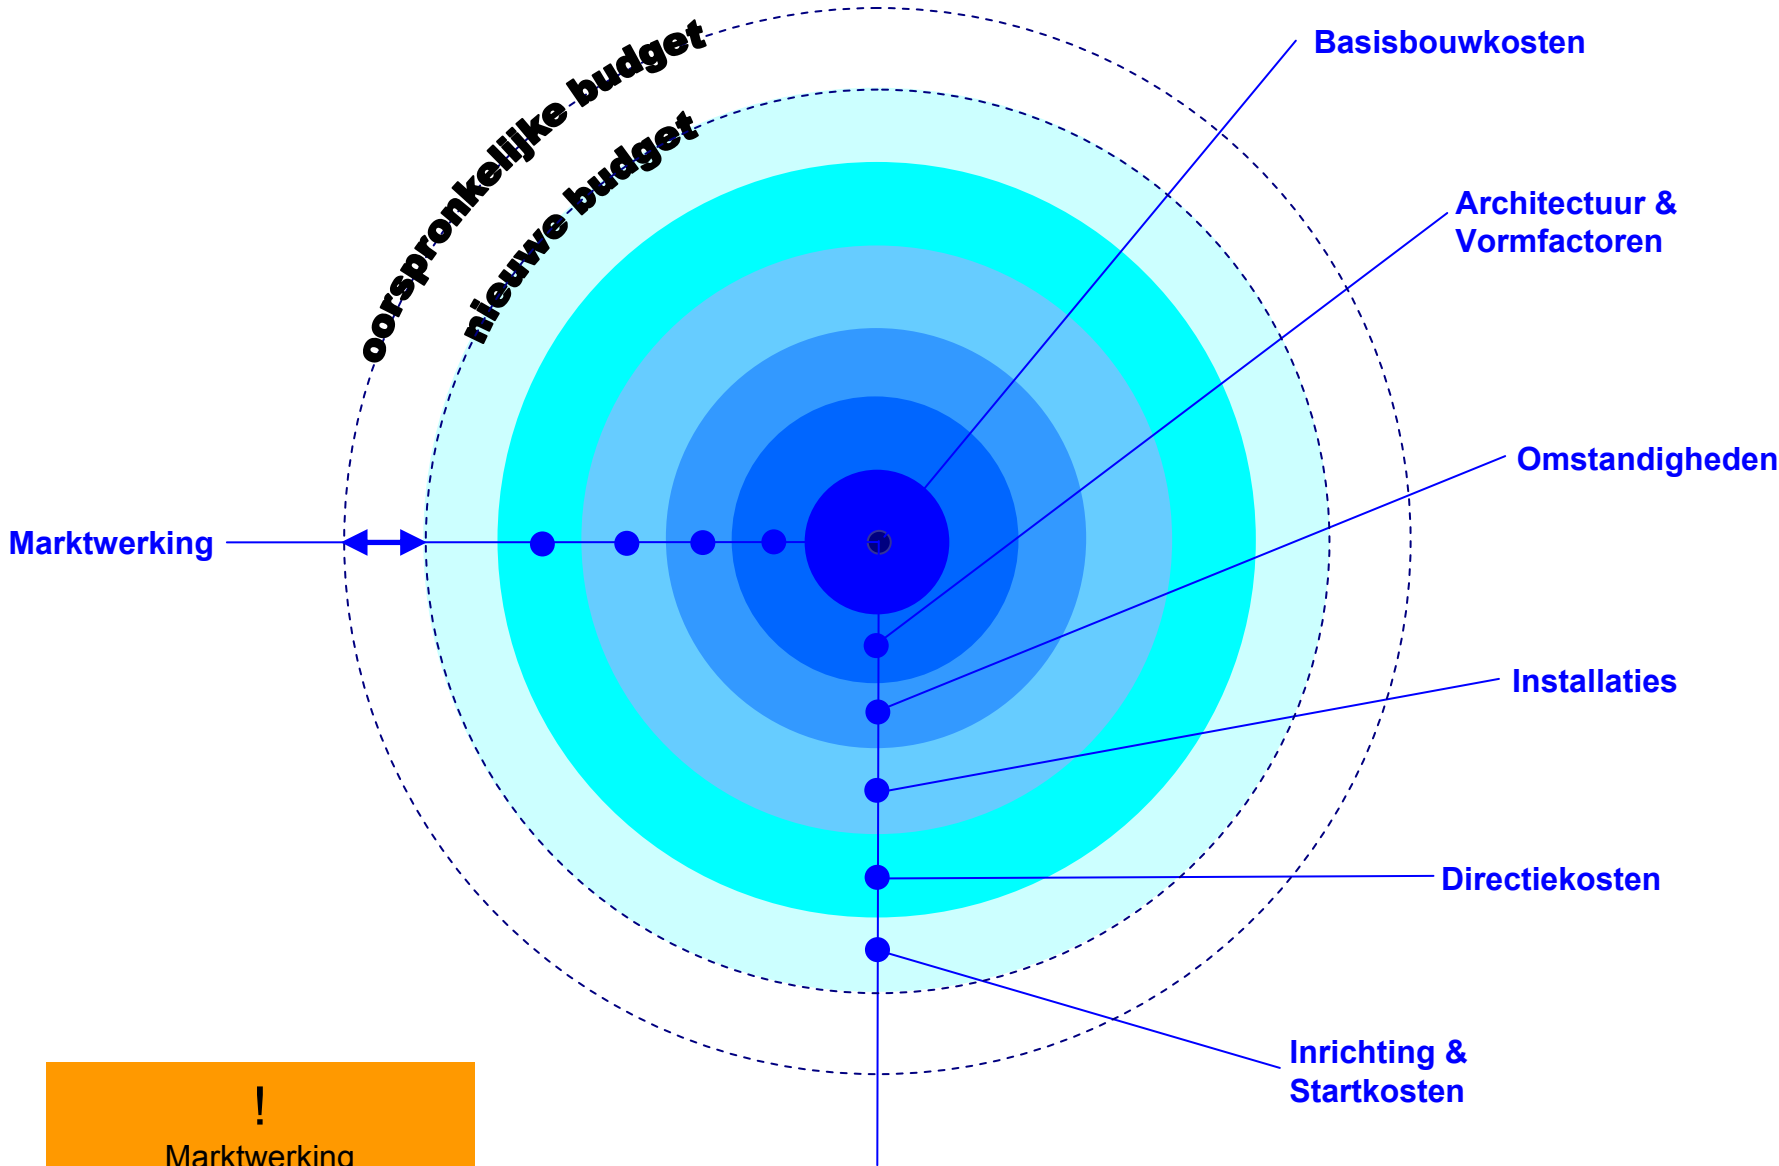 oorspronkelijke budget
nieuwe budget
Basisbouwkosten
Architectuur &
Vormfactoren
Omstandigheden
Marktwerking
Installaties
Directiekosten
Inrichting &
Startkosten
!
Marktwerking